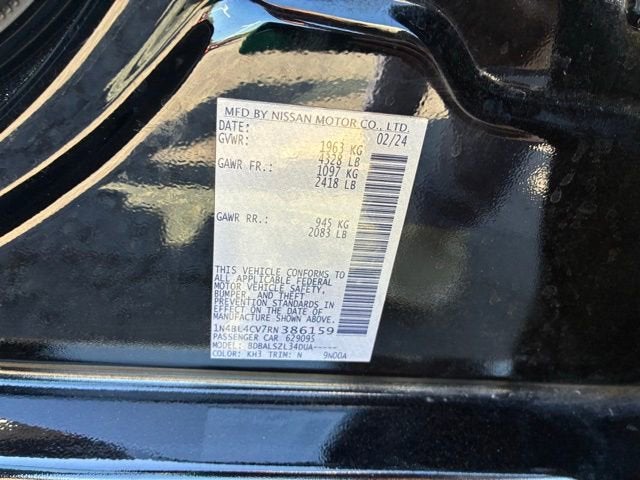 MFD BY NISSAN MOTOR CO., LTD.
DATE: 02/24
GVWR: 1963 KG
4328 LB
GAWR FR.: 1097 KG
2418 LB
GAWR RR.: 945 KG
2083 LB
THIS VEHICLE CONFORMS TO
ALL APPLICABLE FEDERAL
MOTOR VEHICLE SAFETY,
BUMPER, AND THEFT
PREVENTION STANDARDS IN
EFFECT ON THE DATE OF
MANUFACTURE SHOWN ABOVE.
1N4BL4CV7RN386159
PASSENGER CAR 629095
MODEL: BDBALSZL34DUA-----
COLOR: KH3 TRIM: N 9N00A